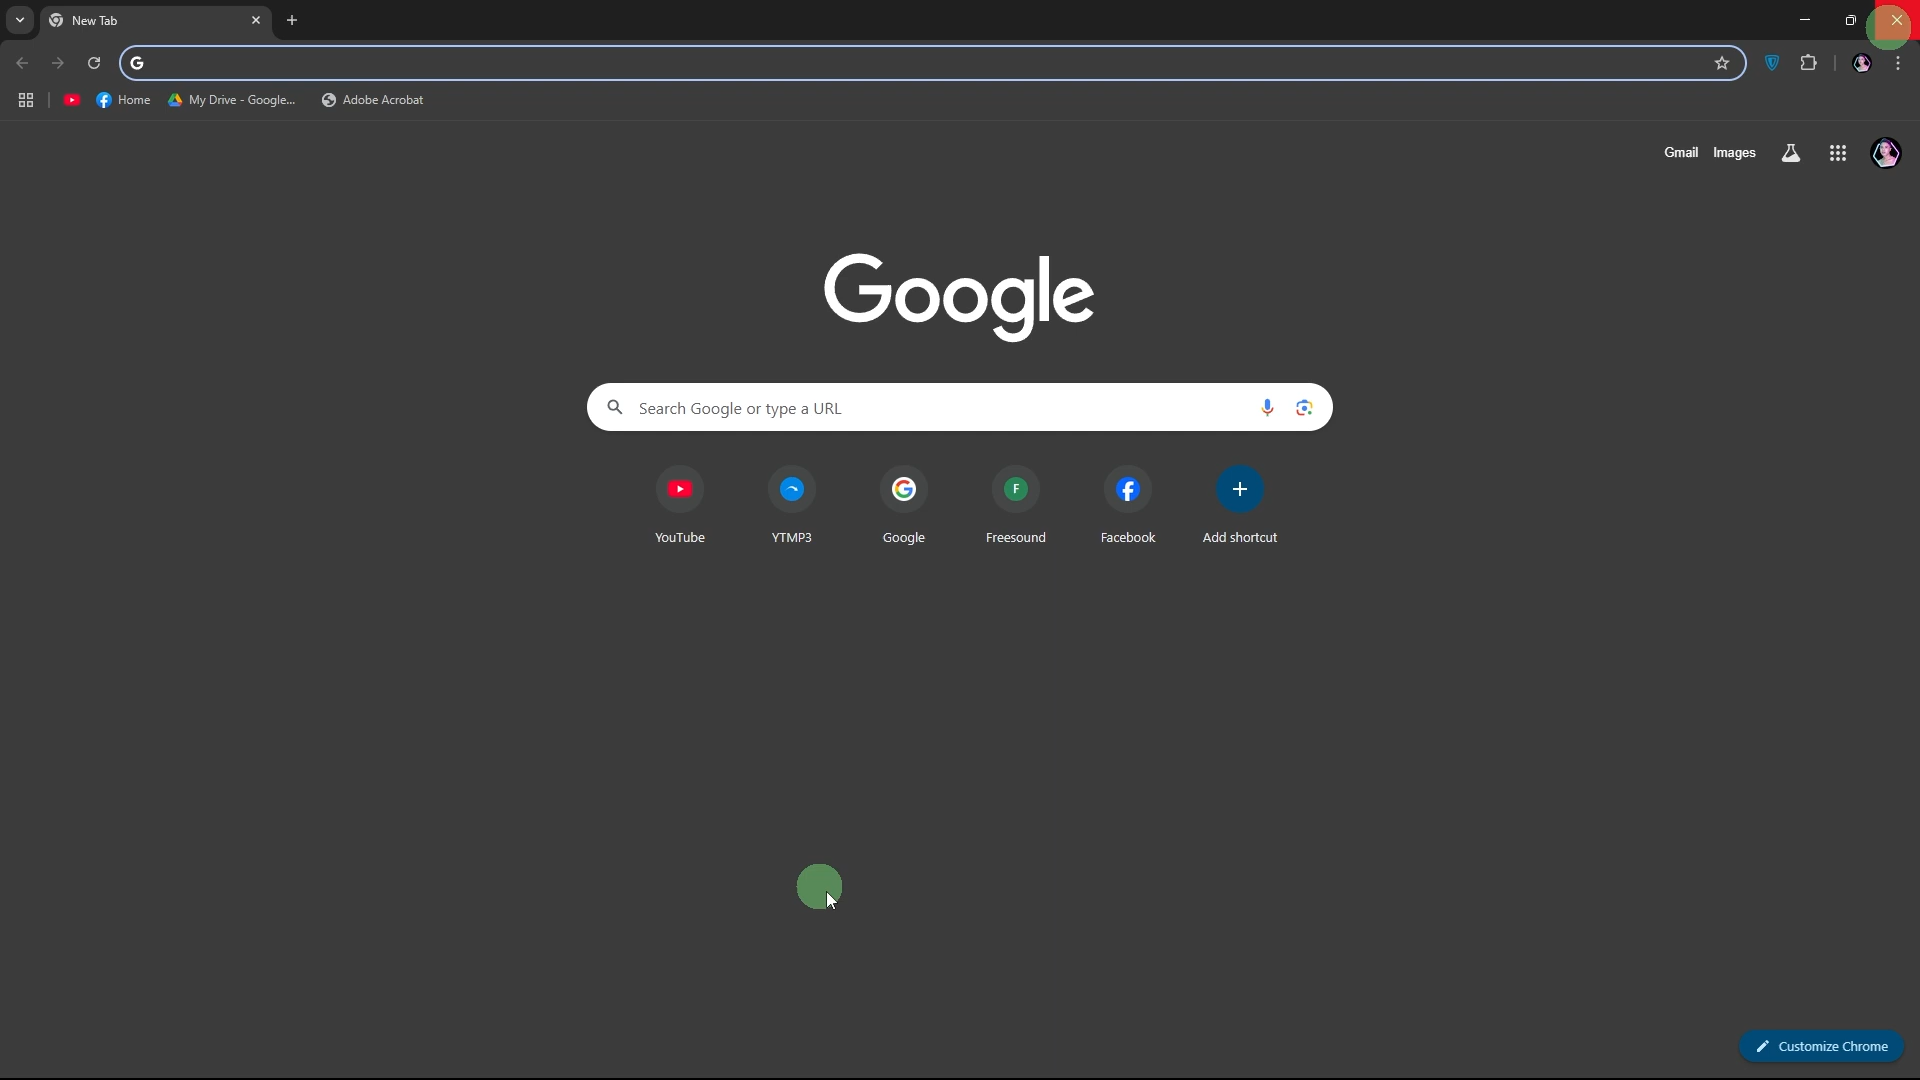 New Tab
Home
My Drive - Google...
Adobe Acrobat
Gmail Images
Google
Search Google or type a URL
F
YouTube YTMP3 Google Freesound Facebook Add shortcut
Customize Chrome